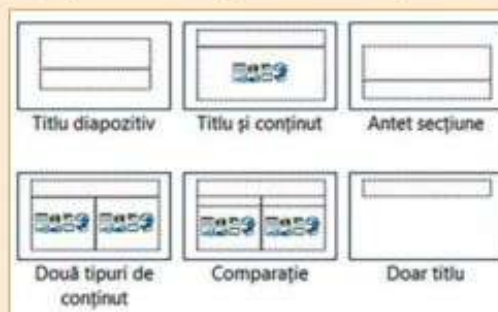 Titlu diapozitiv
Titlu și conținut
Antet secțiune
Două tipuri de
conținut
Comparație
Doar titlu